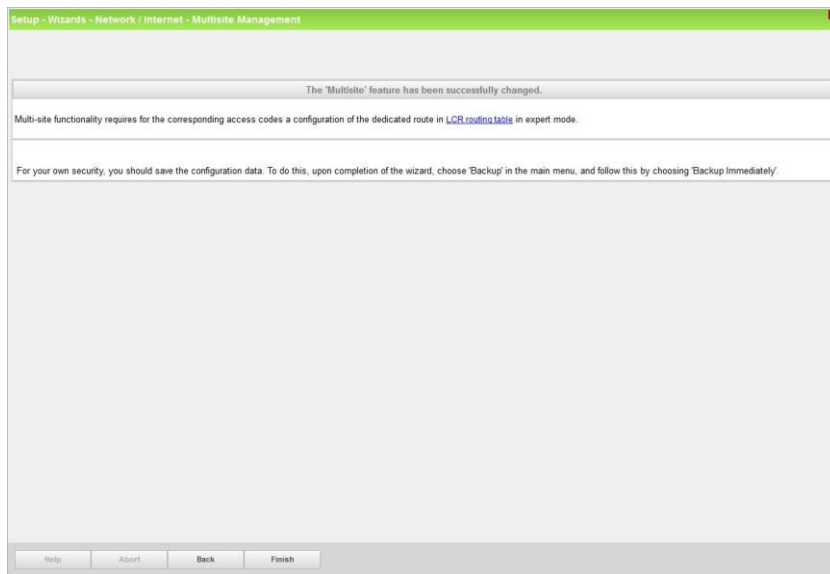 Setup - Wizards - Network / Internet - Multisite Management
The 'Multisite' feature has been successfully changed.
Multi-site functionality requires for the corresponding access codes a configuration of the dedicated route in LCR routing table in expert mode.
For your own security, you should save the configuration data. To do this, upon completion of the wizard, choose 'Backup' in the main menu, and follow this by choosing 'Backup Immediately'.
Help
Abort
Back
Finish